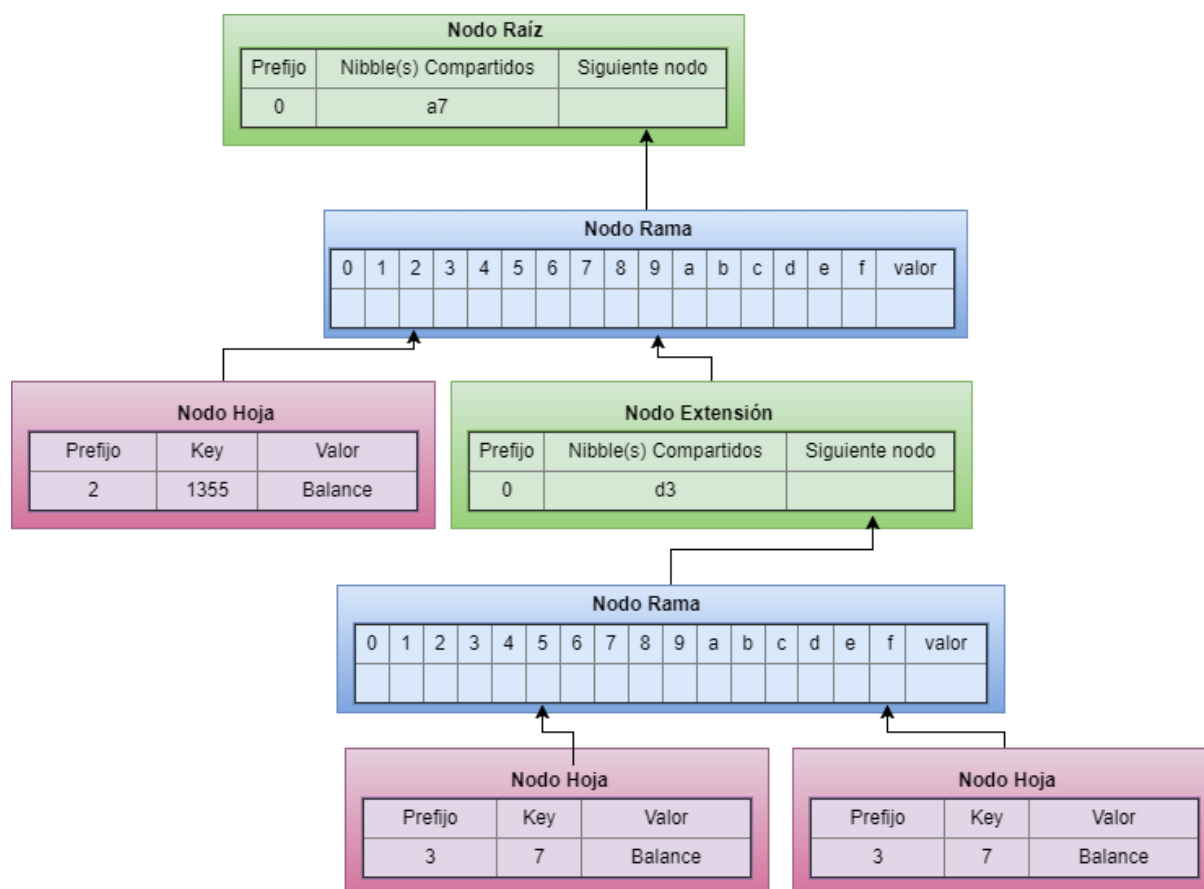 Nodo Raíz
Prefijo Nibble(s) Compartidos Siguiente nodo
0 a7
Nodo Rama
0 1 2 3 4 5 6 7 8 9 a b c d e f valor
Nodo Hoja
Prefijo Key Valor
2 1355 Balance
Nodo Extensión
Prefijo Nibble(s) Compartidos Siguiente nodo
0 d3
Nodo Rama
0 1 2 3 4 5 6 7 8 9 a b c d e f valor
Nodo Hoja
Prefijo Key Valor
3 7 Balance
Nodo Hoja
Prefijo Key Valor
3 7 Balance